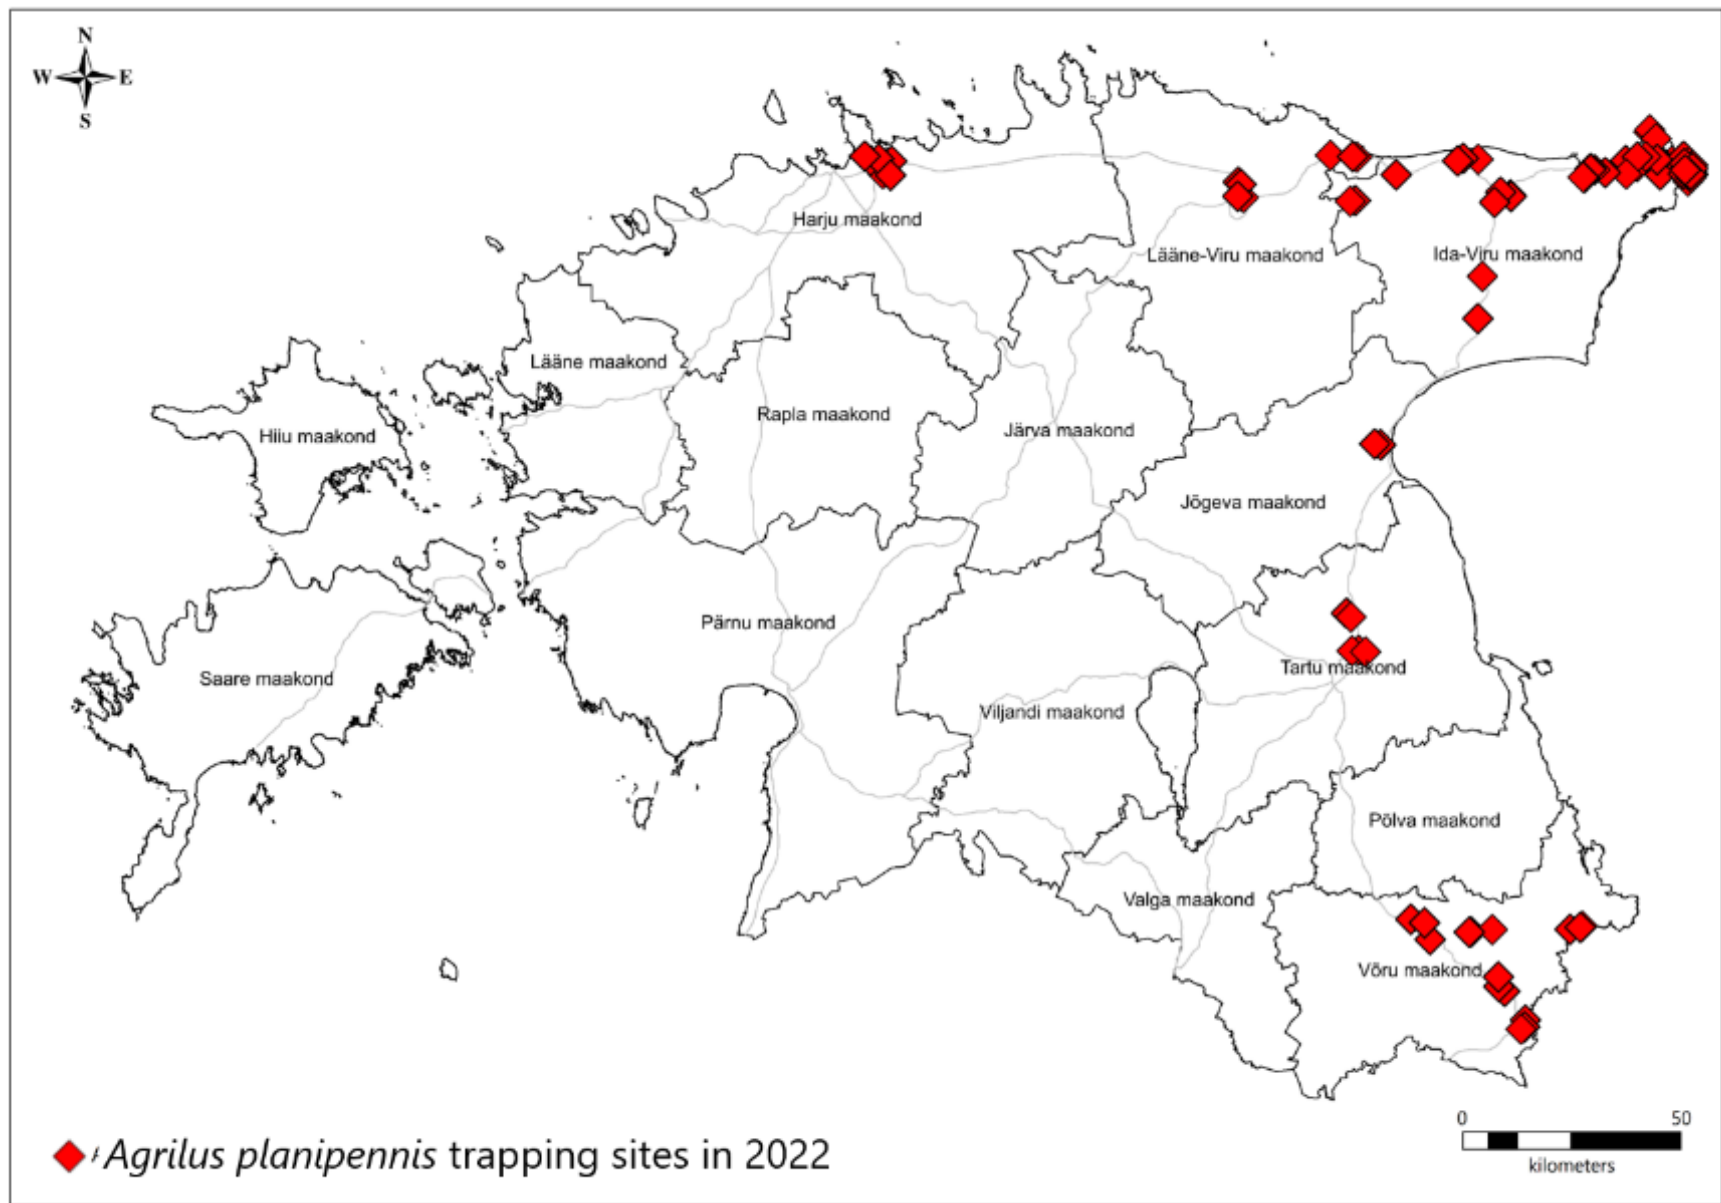 N
W E
S
Harju maakond
Lääne-Viru maakond
Ida-Viru maakond
Lääne maakond
Hiiu maakond
Rapla maakond
Järva maakond
Jõgeva maakond
Saare maakond
Pärnu maakond
Tartu maakond
Viljandi maakond
Põlva maakond
Valga maakond
Võru maakond
0 50
kilometers
Agrilus planipennis trapping sites in 2022